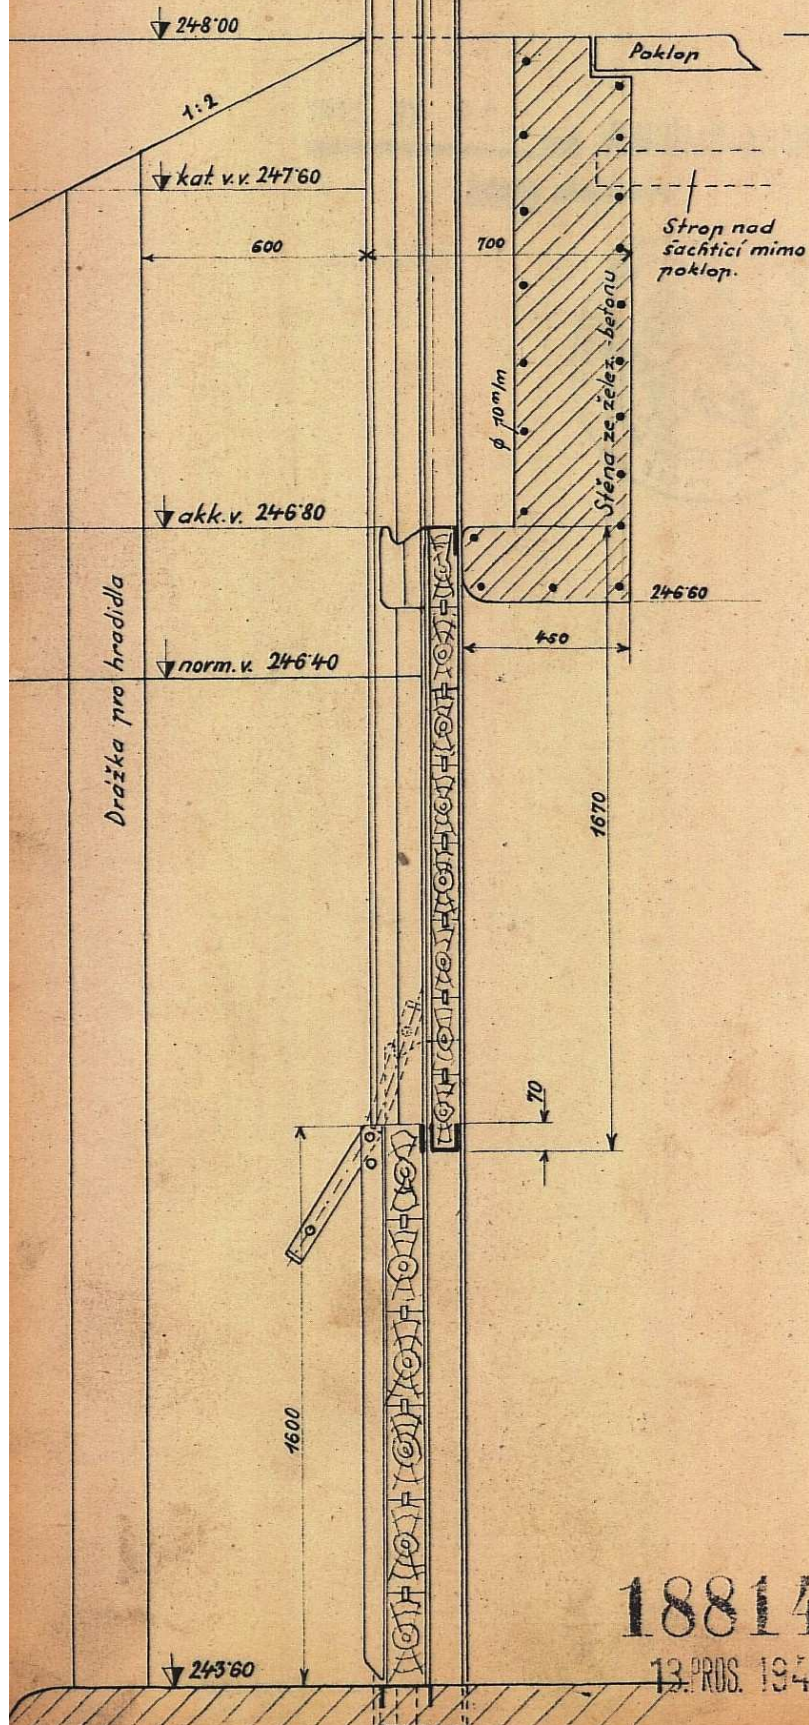 248·00
Poklop
1:2
kat. v.v. 247·60
Strop nad
šachticí mimo
poklop.
600
700
Stěna ze želez. -betonu
ø 10 m/m
akk. v. 246·80
246·60
450
norm. v. 246·40
Drážka pro hradidla
1670
70
1600
18814
13. PROS. 194
243·60